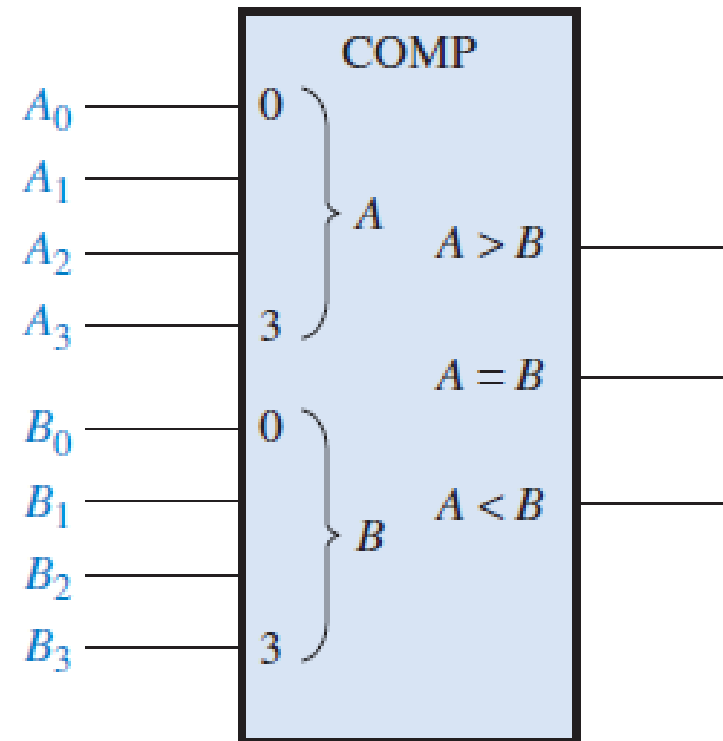 COMP
A₀ 0
A₁
A
A₂ A > B
A₃ 3
A = B
B₀ 0
B₁ A < B
B
B₂
B₃ 3